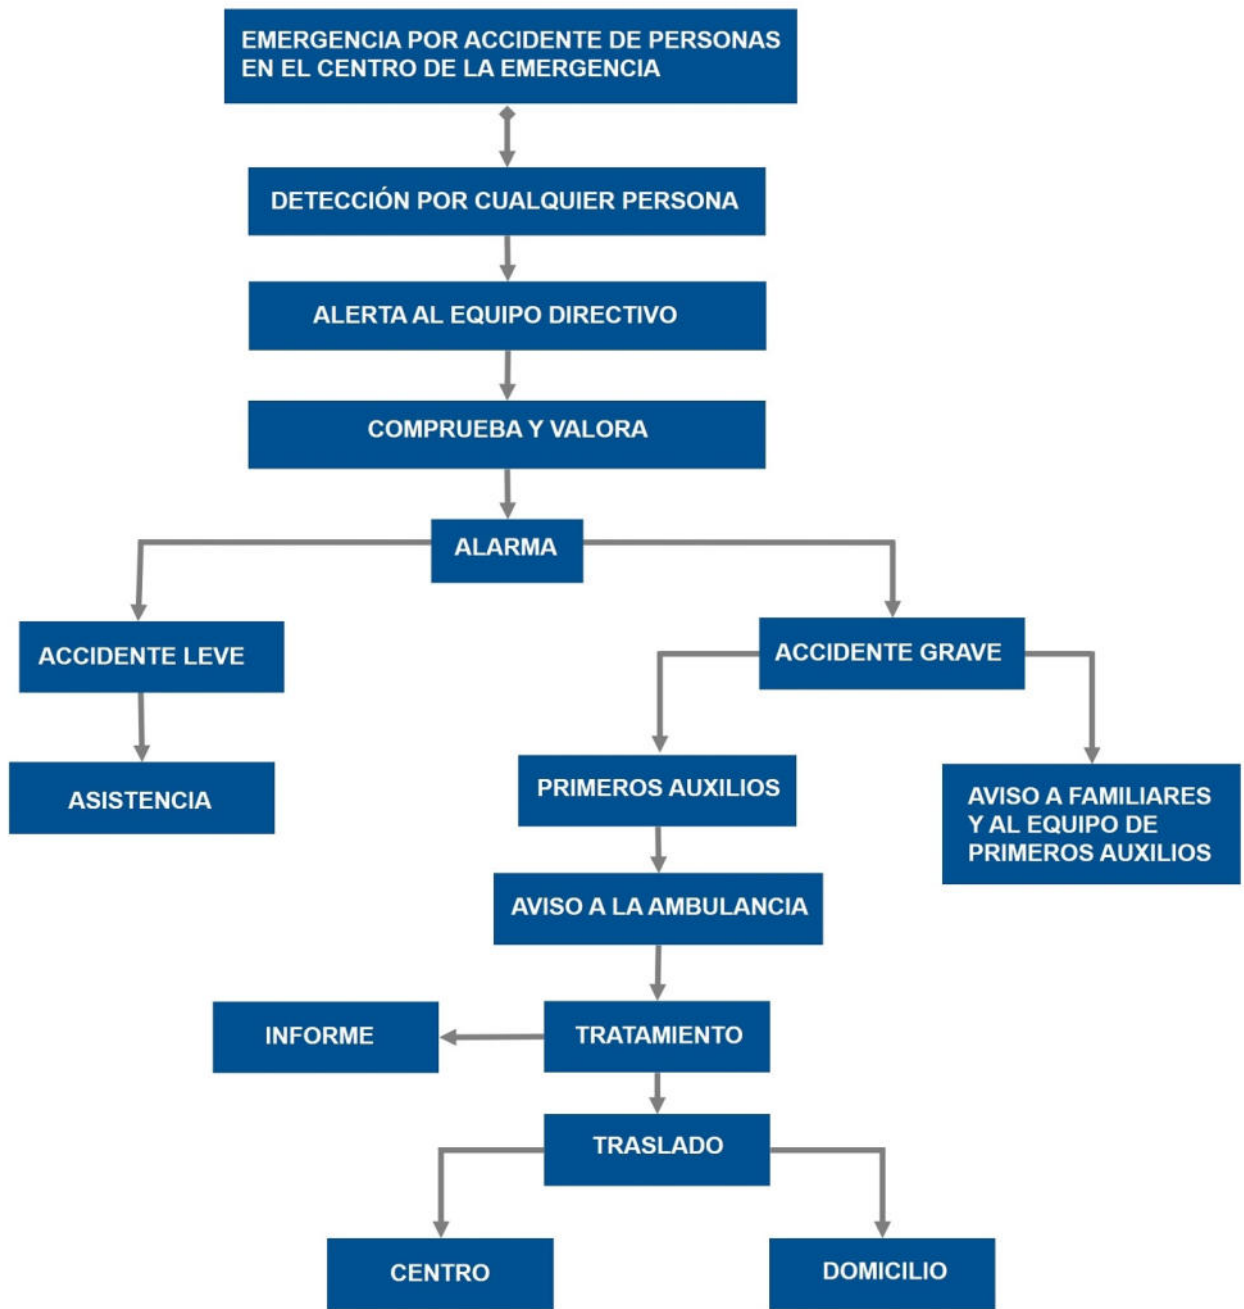 EMERGENCIA POR ACCIDENTE DE PERSONAS
EN EL CENTRO DE LA EMERGENCIA
DETECCIÓN POR CUALQUIER PERSONA
ALERTA AL EQUIPO DIRECTIVO
COMPRUEBA Y VALORA
ALARMA
ACCIDENTE LEVE
ACCIDENTE GRAVE
ASISTENCIA
PRIMEROS AUXILIOS
AVISO A FAMILIARES
Y AL EQUIPO DE
PRIMEROS AUXILIOS
AVISO A LA AMBULANCIA
INFORME
TRATAMIENTO
TRASLADO
CENTRO
DOMICILIO